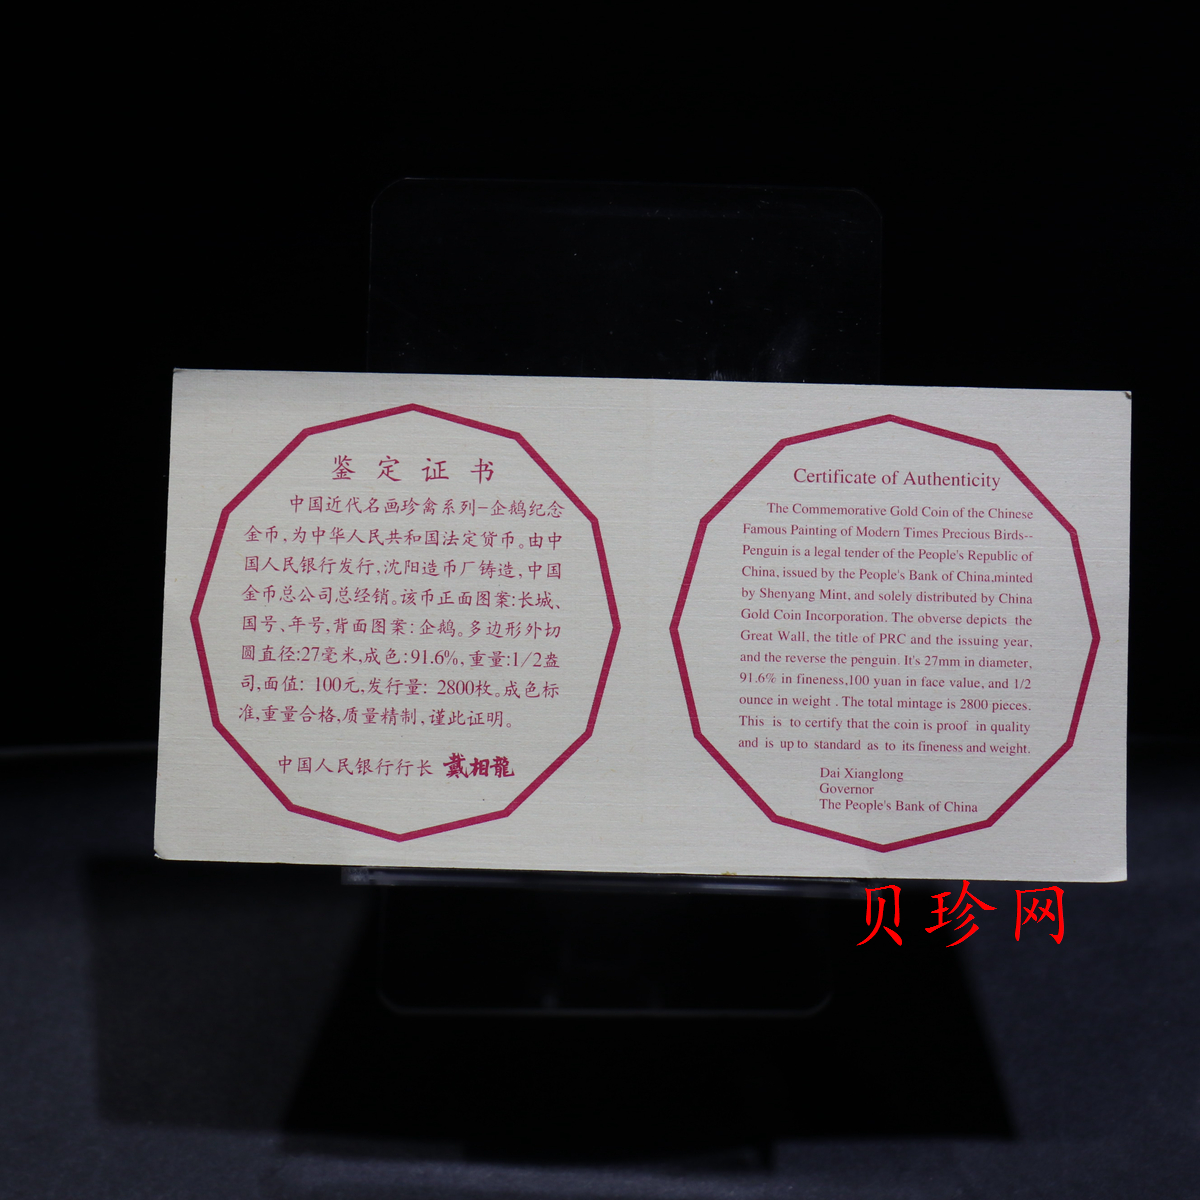 鉴定证书
中国近代名画珍禽系列-企鹅纪念
金币,为中华人民共和国法定货币。由中
国人民银行发行,沈阳造币厂铸造,中国
金币总公司总经销。该币正面图案:长城、
国号、年号,背面图案:企鹅。多边形外切
圆直径:27毫米,成色:91.6%,重量:1/2盎
司,面值: 100元,发行量: 2800枚。成色标
准,重量合格,质量精制, 谨此证明。
中国人民银行行长 戴相龍
Certificate of Authenticity
The Commemorative Gold Coin of the Chinese
Famous Painting of Modern Times Precious Birds--
Penguin is a legal tender of the People's Republic of
China, issued by the People's Bank of China,minted
by Shenyang Mint, and solely distributed by China
Gold Coin Incorporation. The obverse depicts the
Great Wall, the title of PRC and the issuing year,
and the reverse the penguin. It's 27mm in diameter,
91.6% in fineness,100 yuan in face value, and 1/2
ounce in weight . The total mintage is 2800 pieces.
This is to certify that the coin is proof in quality
and is up to standard as to its fineness and weight.
Dai Xianglong
Governor
The People's Bank of China
贝珍网